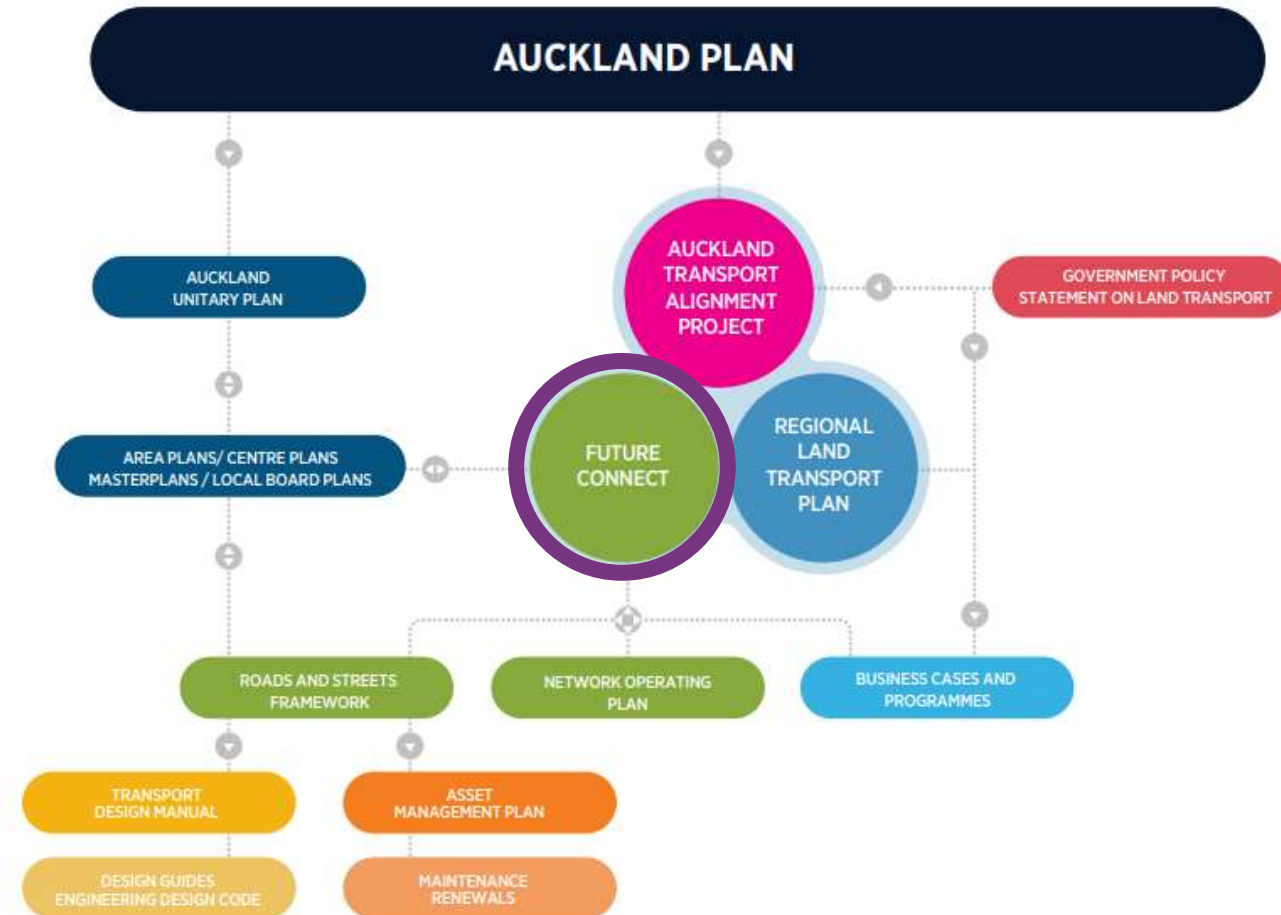 AUCKLAND PLAN
AUCKLAND
TRANSPORT
ALIGNMENT
PROJECT
AUCKLAND
UNITARY PLAN
GOVERNMENT POLICY
STATEMENT ON LAND TRANSPORT
FUTURE
CONNECT
REGIONAL
LAND
TRANSPORT
PLAN
AREA PLANS/ CENTRE PLANS
MASTERPLANS / LOCAL BOARD PLANS
ROADS AND STREETS
FRAMEWORK
NETWORK OPERATING
PLAN
BUSINESS CASES AND
PROGRAMMES
TRANSPORT
DESIGN MANUAL
ASSET
MANAGEMENT PLAN
DESIGN GUIDES
ENGINEERING DESIGN CODE
MAINTENANCE
RENEWALS